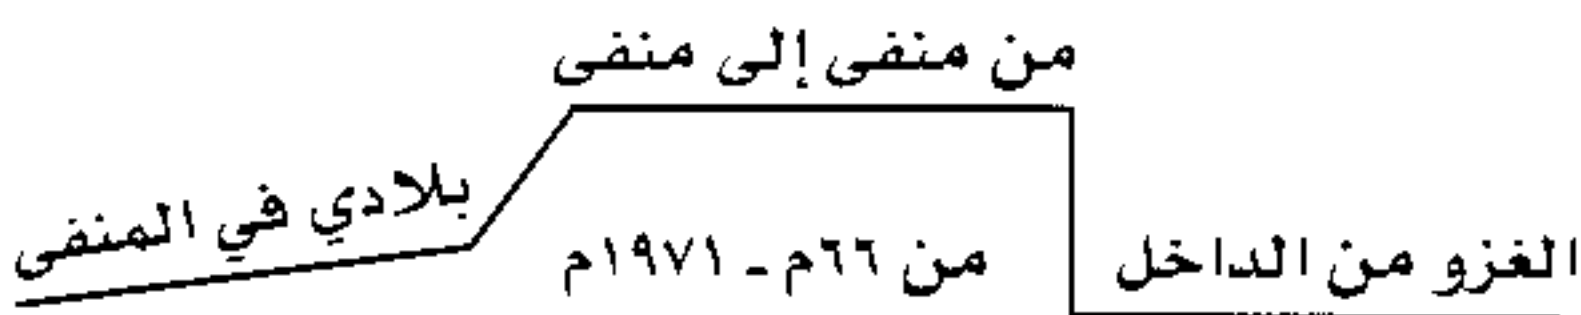 من منفى إلى منفى
بلادي في المنفى
من ٦٦م ـ ١٩٧١م
الغزو من الداخل